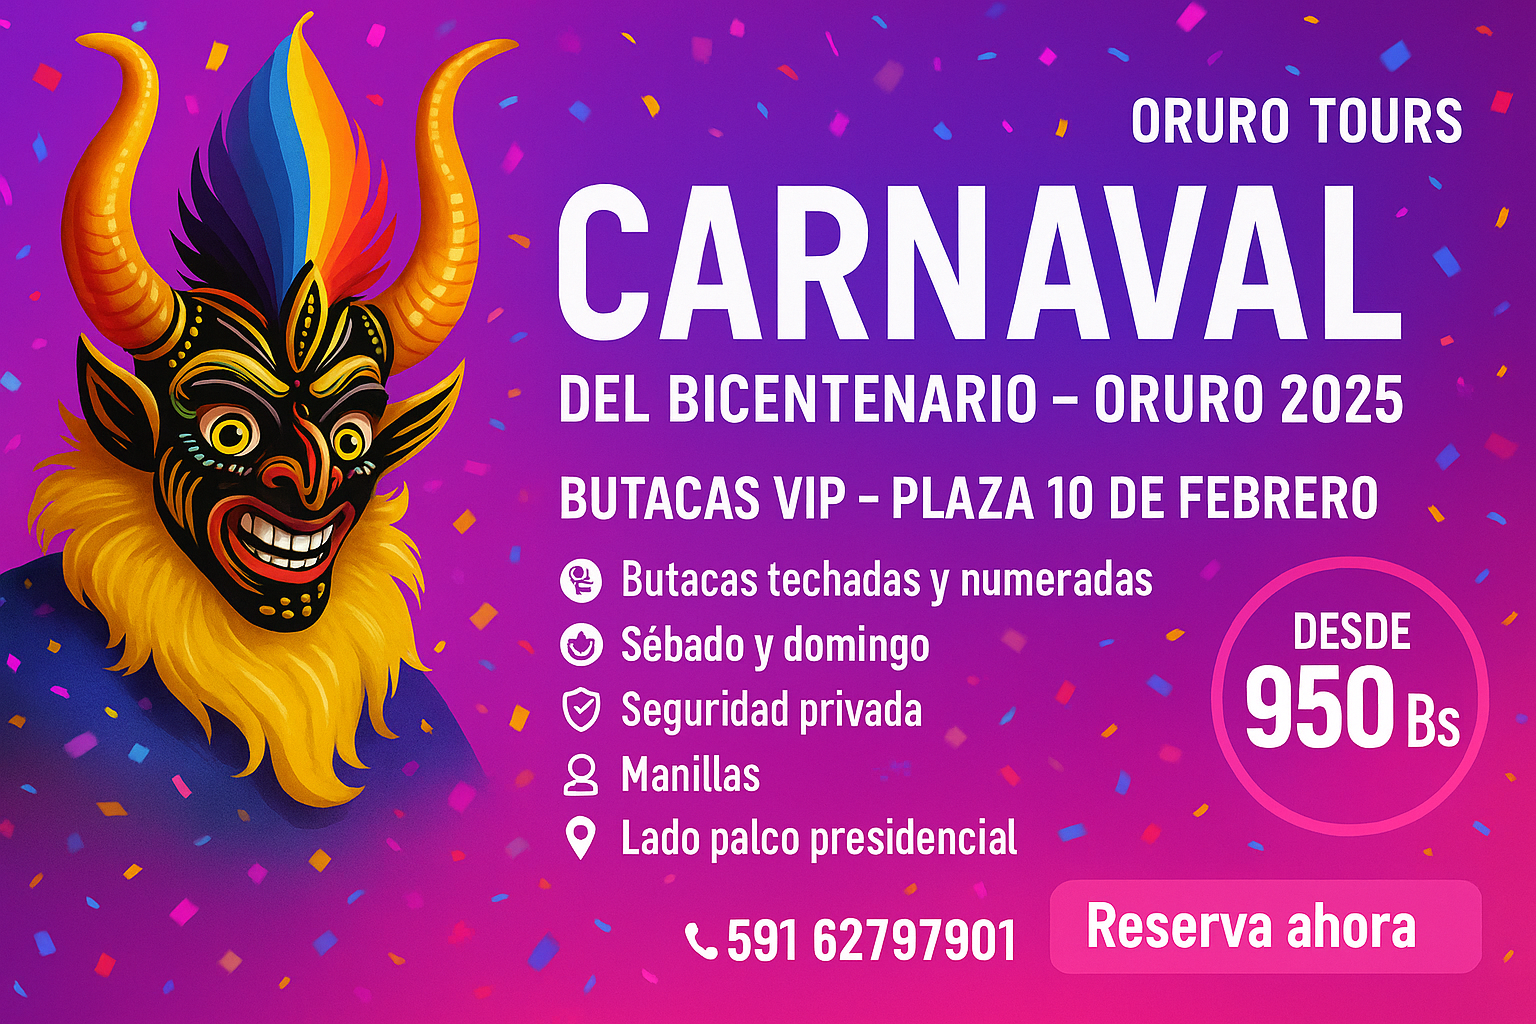 ORURO TOURS
CARNAVAL
DEL BICENTENARIO – ORURO 2025
BUTACAS VIP – PLAZA 10 DE FEBRERO
Butacas techadas y numeradas
Sébado y domingo
Seguridad privada
Manillas
Lado palco presidencial
DESDE
950 Bs
591 62797901
Reserva ahora